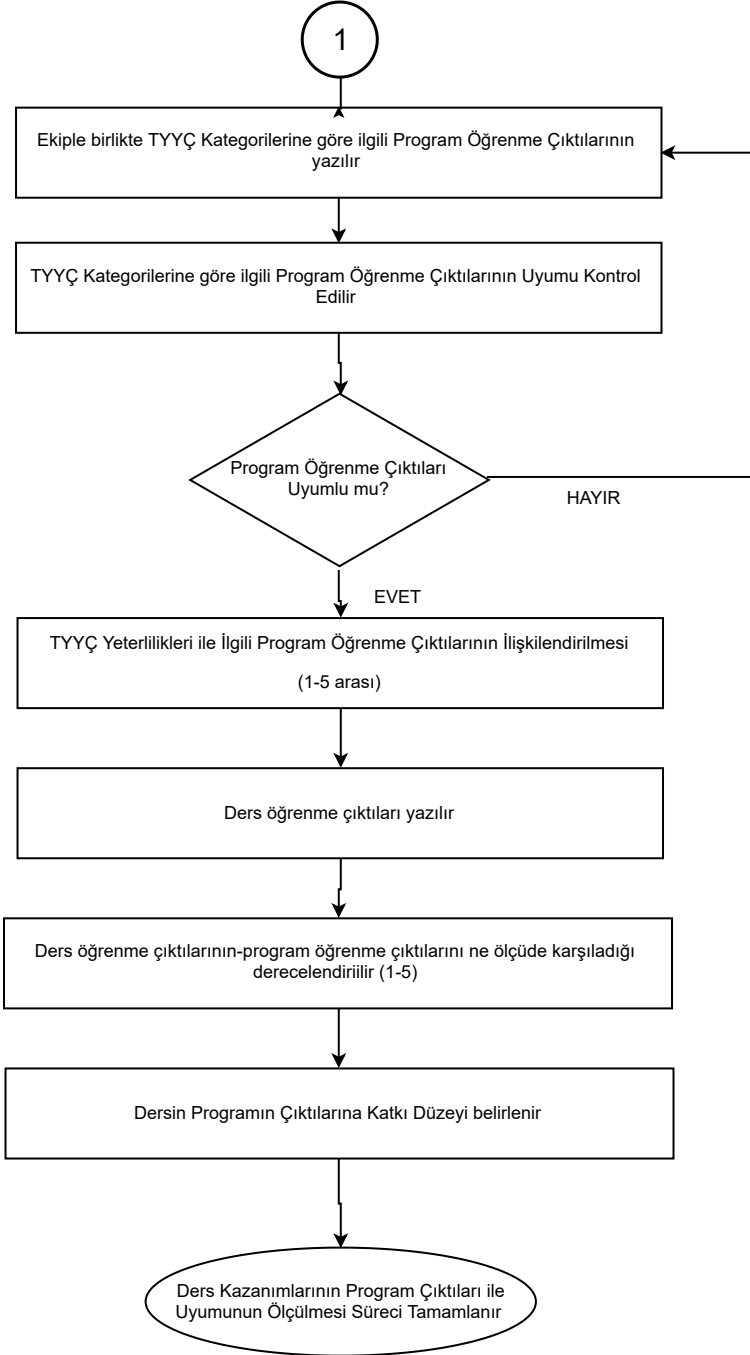 1
Ekiple birlikte TYYÇ Kategorilerine göre ilgili Program Öğrenme Çıktılarının
yazılır
TYYÇ Kategorilerine göre ilgili Program Öğrenme Çıktılarının Uyumu Kontrol
Edilir
Program Öğrenme Çıktıları
Uyumlu mu?
HAYIR
EVET
TYYÇ Yeterlilikleri ile İlgili Program Öğrenme Çıktılarının İlişkilendirilmesi
(1-5 arası)
Ders öğrenme çıktıları yazılır
Ders öğrenme çıktılarının-program öğrenme çıktılarını ne ölçüde karşıladığı
derecelendiriilir (1-5)
Dersin Programın Çıktılarına Katkı Düzeyi belirlenir
Ders Kazanımlarının Program Çıktıları ile
Uyumunun Ölçülmesi Süreci Tamamlanır